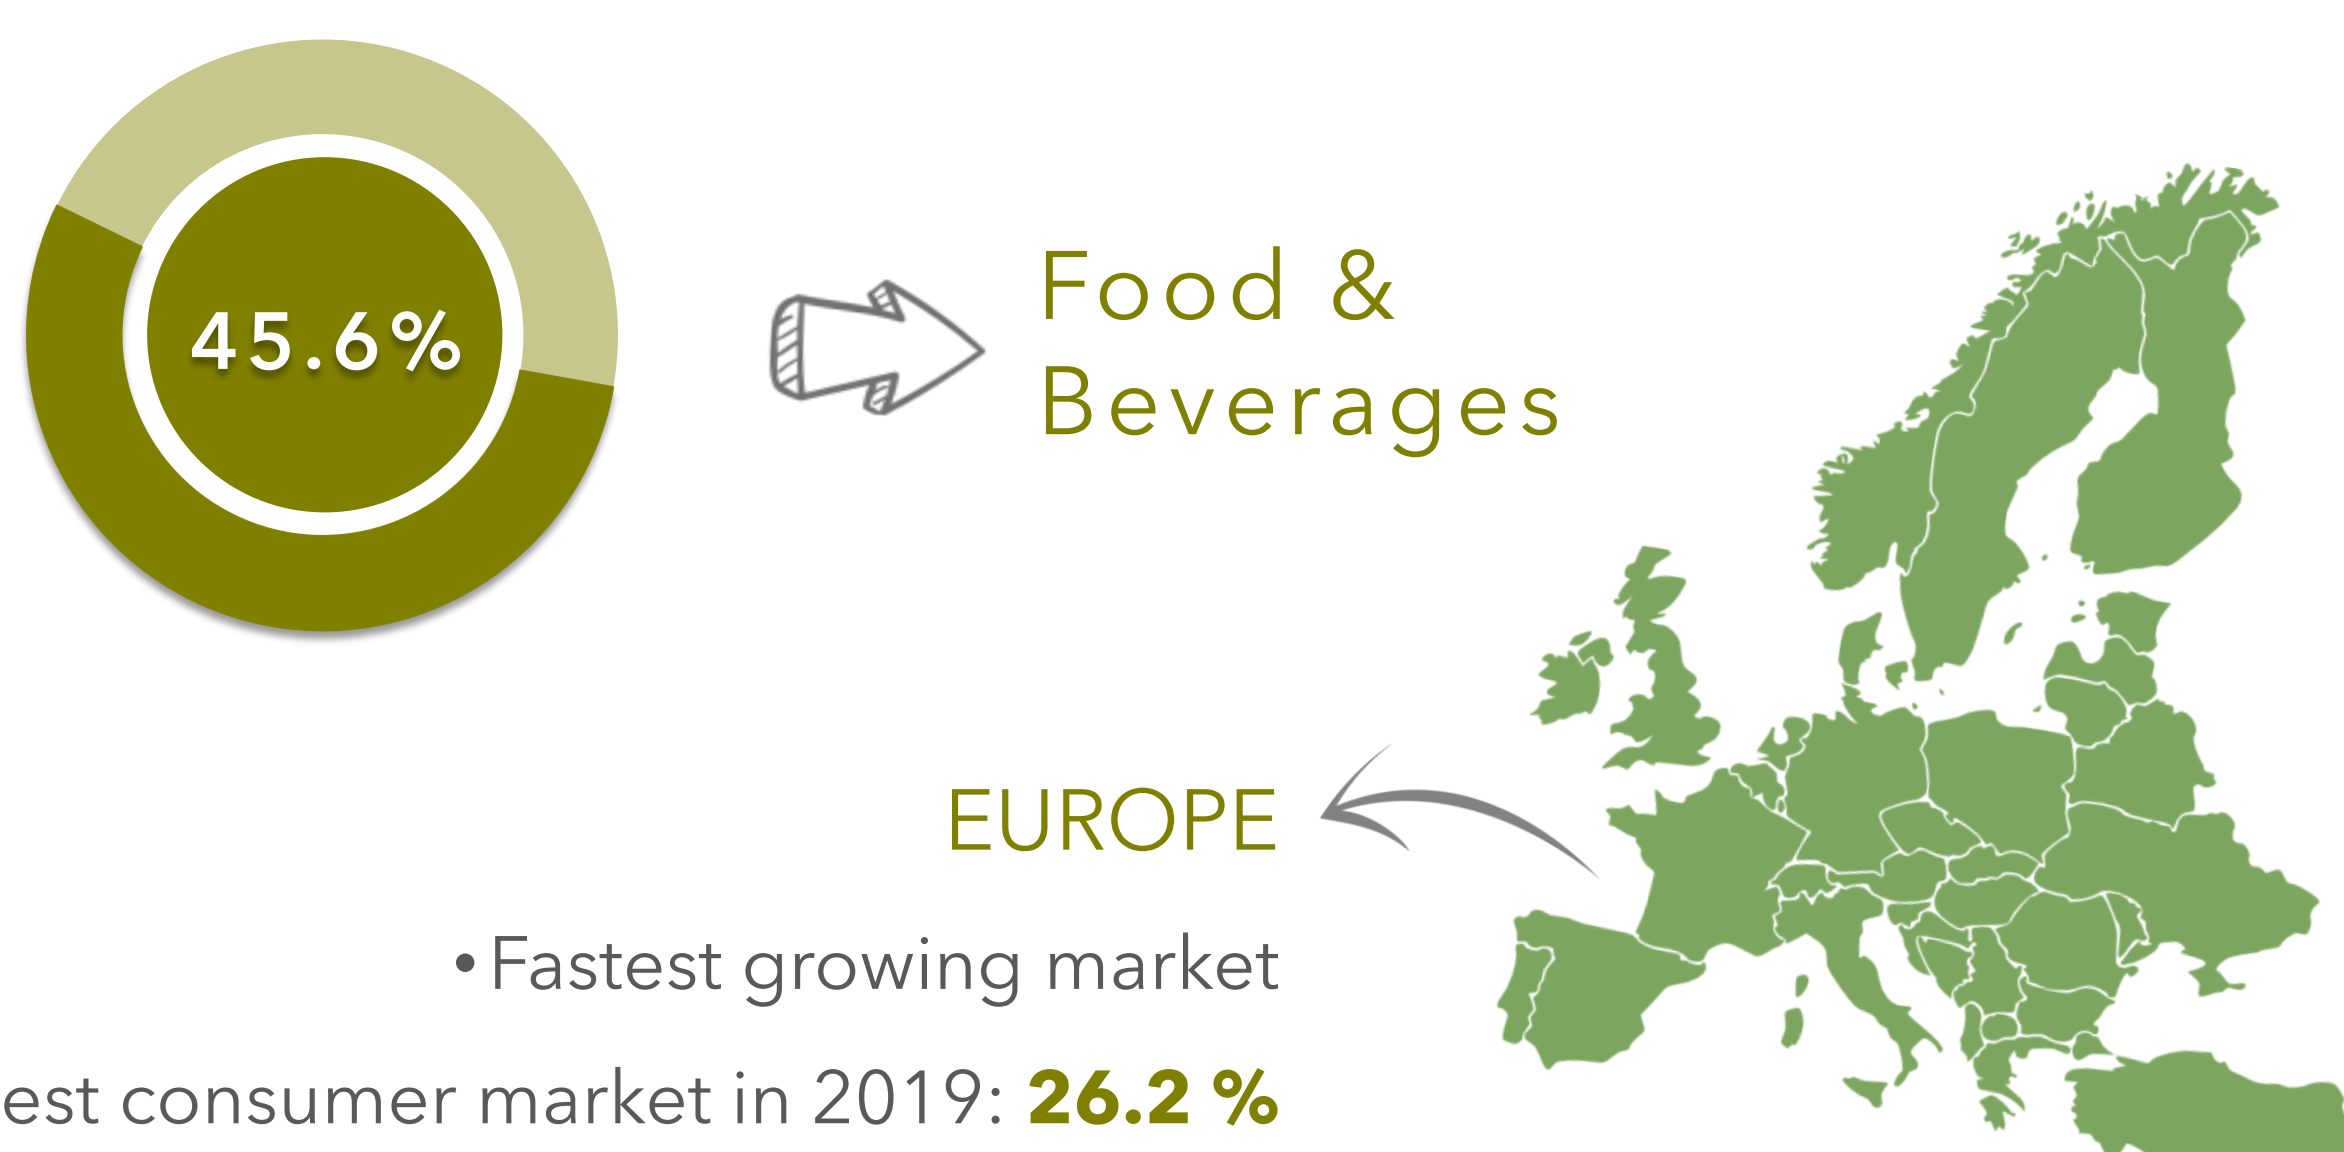 45.6%
Food &
Beverages
EUROPE
• Fastest growing market
est consumer market in 2019: 26.2 %